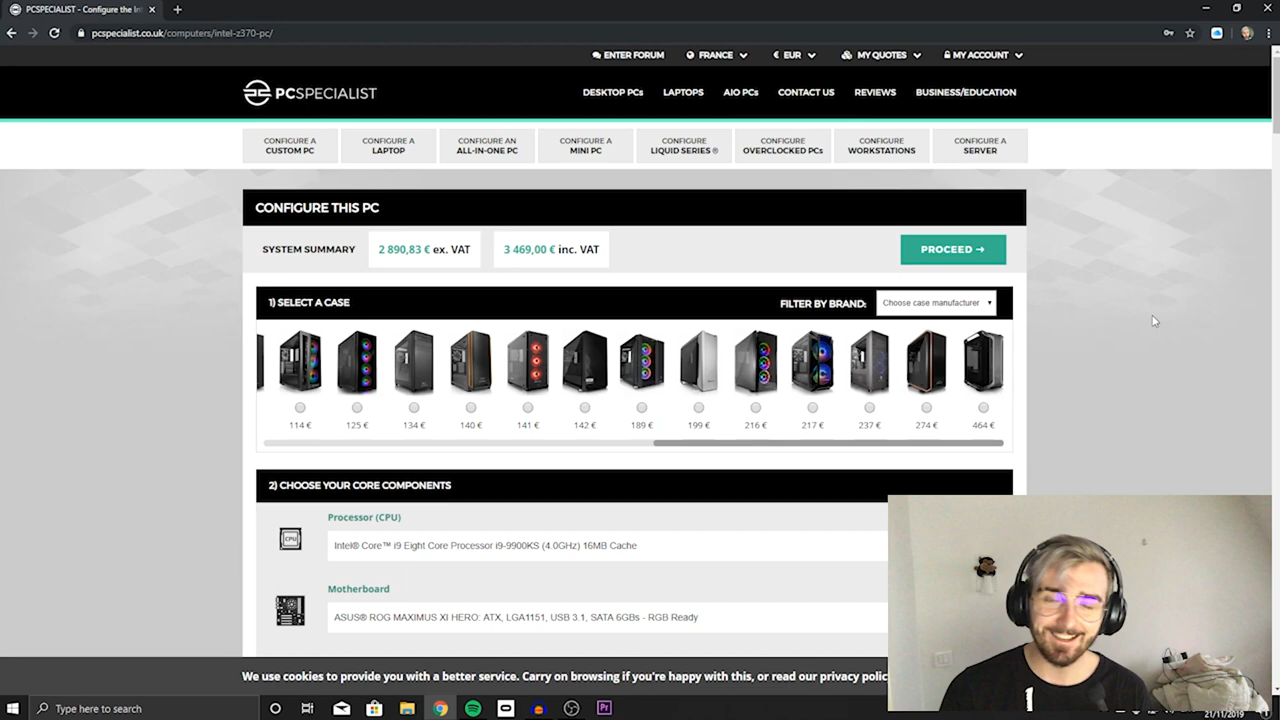 PCSPECIALIST - Configure the In
pcspecialist.co.uk/computers/intel-z370-pc/
ENTER FORUM FRANCE € EUR MY QUOTES MY ACCOUNT
PCSPECIALIST
DESKTOP PCs LAPTOPS AIO PCs CONTACT US REVIEWS BUSINESS/EDUCATION
CONFIGURE A CUSTOM PC
CONFIGURE A LAPTOP
CONFIGURE AN ALL-IN-ONE PC
CONFIGURE A MINI PC
CONFIGURE LIQUID SERIES ®
CONFIGURE OVERCLOCKED PCs
CONFIGURE WORKSTATIONS
CONFIGURE A SERVER
CONFIGURE THIS PC
SYSTEM SUMMARY 2 890,83 € ex. VAT 3 469,00 € inc. VAT PROCEED →
1) SELECT A CASE FILTER BY BRAND: Choose case manufacturer
114 € 125 € 134 € 140 € 141 € 142 € 189 € 199 € 216 € 217 € 237 € 274 € 464 €
2) CHOOSE YOUR CORE COMPONENTS
Processor (CPU)
CPU
Intel® Core™ i9 Eight Core Processor i9-9900KS (4.0GHz) 16MB Cache
Motherboard
ASUS® ROG MAXIMUS XI HERO: ATX, LGA1151, USB 3.1, SATA 6GBs - RGB Ready
We use cookies to provide you with a better service. Carry on browsing if you're happy with this, or read our privacy polic
Type here to search
Pr
21/11/2019